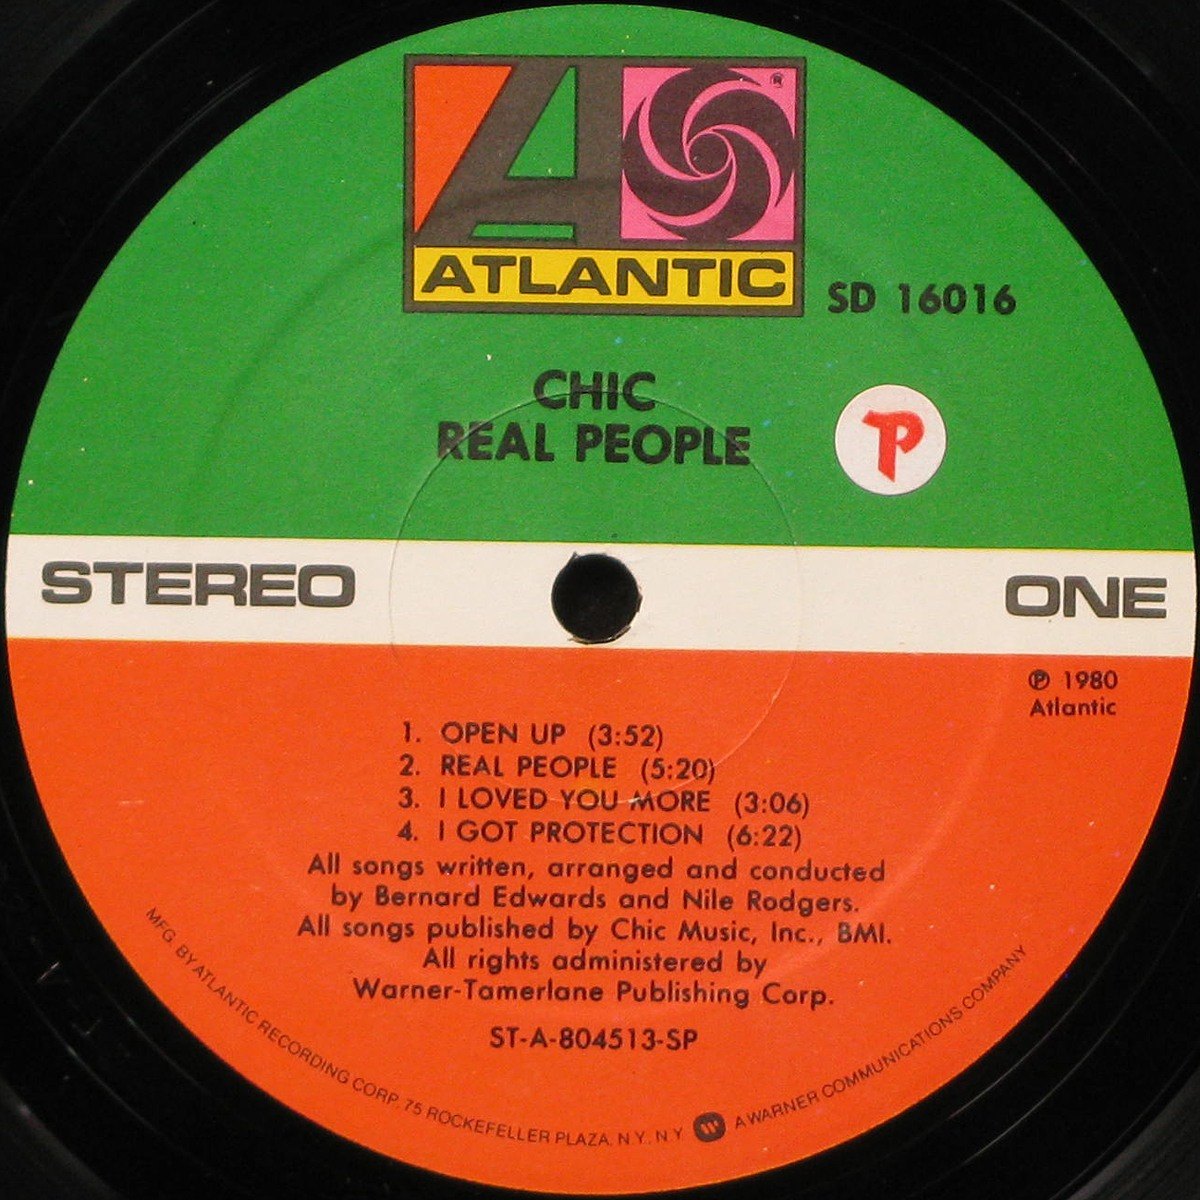 ATLANTIC
®
SD 16016
CHIC
REAL PEOPLE
P
STEREO
ONE
℗ 1980
Atlantic
1. OPEN UP (3:52)
2. REAL PEOPLE (5:20)
3. I LOVED YOU MORE (3:06)
4. I GOT PROTECTION (6:22)
All songs written, arranged and conducted
by Bernard Edwards and Nile Rodgers.
All songs published by Chic Music, Inc., BMI.
All rights administered by
Warner-Tamerlane Publishing Corp.
ST-A-804513-SP
MFG. BY ATLANTIC RECORDING CORP. 75 ROCKEFELLER PLAZA, N.Y., N.Y. A WARNER COMMUNICATIONS COMPANY